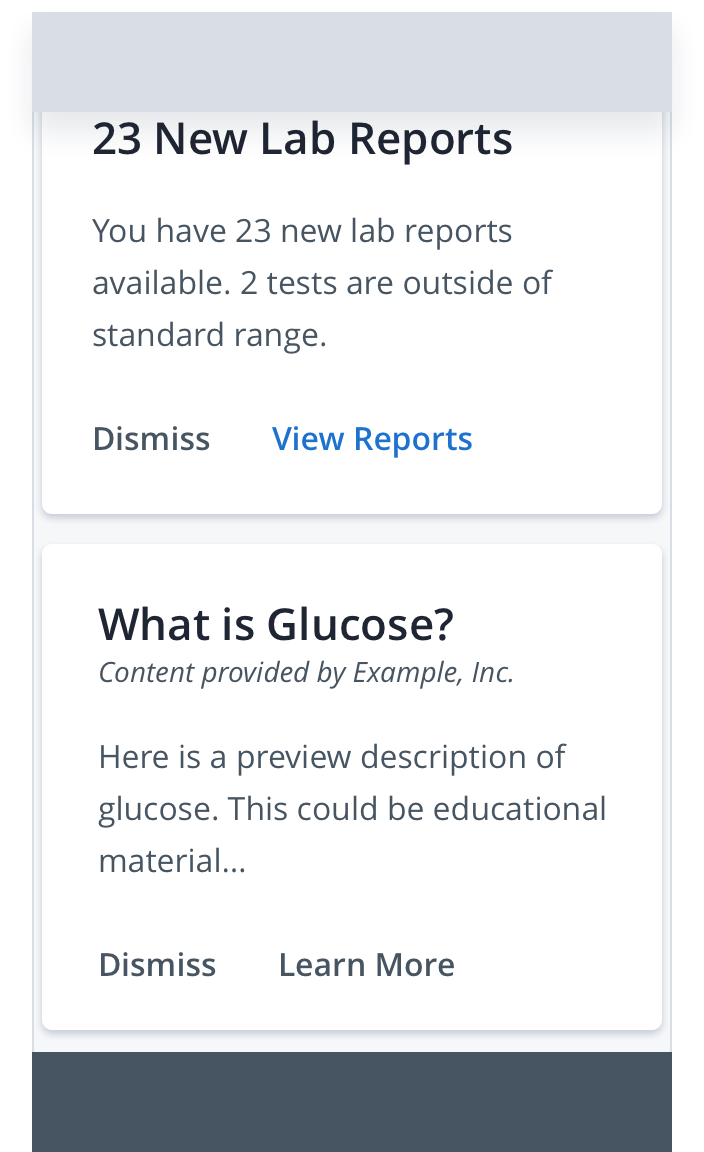 23 New Lab Reports
You have 23 new lab reports
available. 2 tests are outside of
standard range.
Dismiss View Reports
What is Glucose?
Content provided by Example, Inc.
Here is a preview description of
glucose. This could be educational
material...
Dismiss Learn More